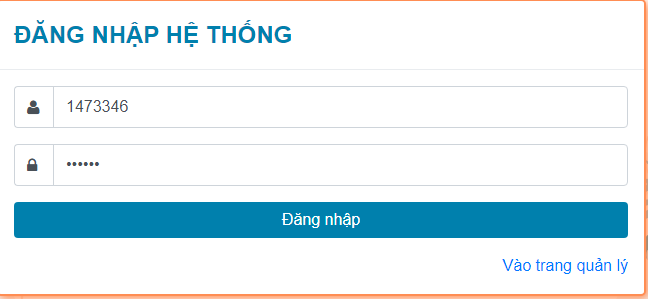 ĐĂNG NHẬP HỆ THỐNG
1473346
••••••
Đăng nhập
Vào trang quản lý